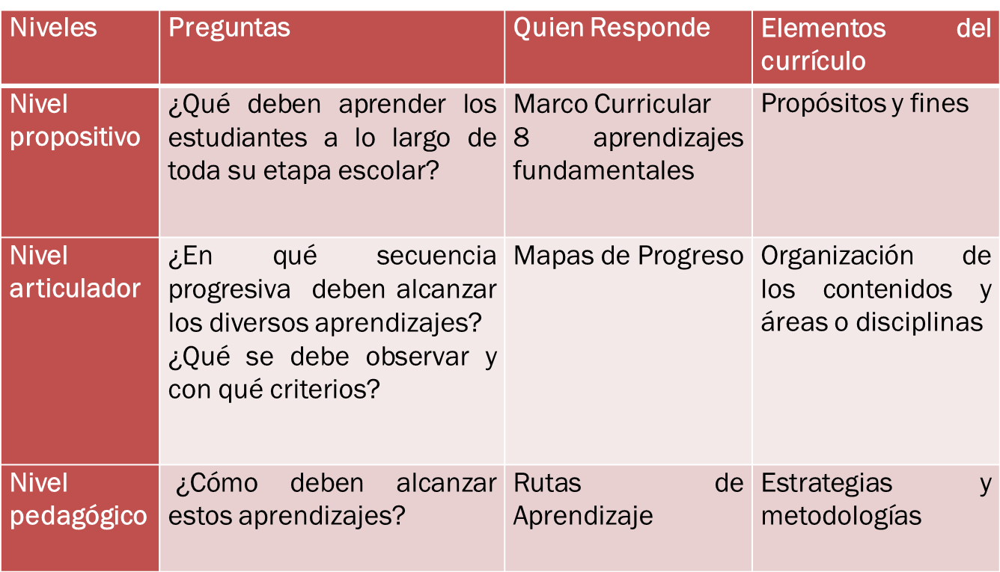 Niveles
Preguntas
Quien Responde
Elementos del
currículo
Nivel
propositivo
¿Qué deben aprender los
estudiantes a lo largo de
toda su etapa escolar?
Marco Curricular
8 aprendizajes
fundamentales
Propósitos y fines
Nivel
articulador
¿En qué secuencia
progresiva deben alcanzar
los diversos aprendizajes?
¿Qué se debe observar y
con qué criterios?
Mapas de Progreso
Organización de
los contenidos y
áreas o disciplinas
Nivel
pedagógico
¿Cómo deben alcanzar
estos aprendizajes?
Rutas de
Aprendizaje
Estrategias y
metodologías